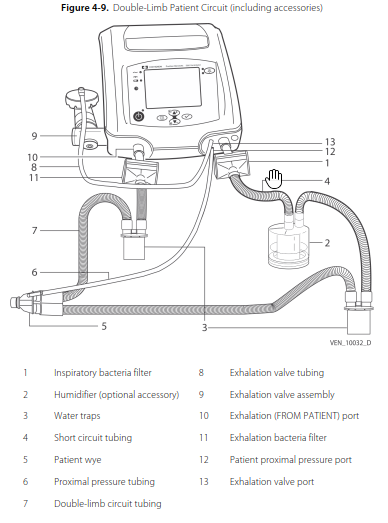 Figure 4-9. Double-Limb Patient Circuit (including accessories)
9
10
8
11
7
6
5
3
13
12
1
4
2
VEN_10032_D
1 Inspiratory bacteria filter
2 Humidifier (optional accessory)
3 Water traps
4 Short circuit tubing
5 Patient wye
6 Proximal pressure tubing
7 Double-limb circuit tubing
8 Exhalation valve tubing
9 Exhalation valve assembly
10 Exhalation (FROM PATIENT) port
11 Exhalation bacteria filter
12 Patient proximal pressure port
13 Exhalation valve port